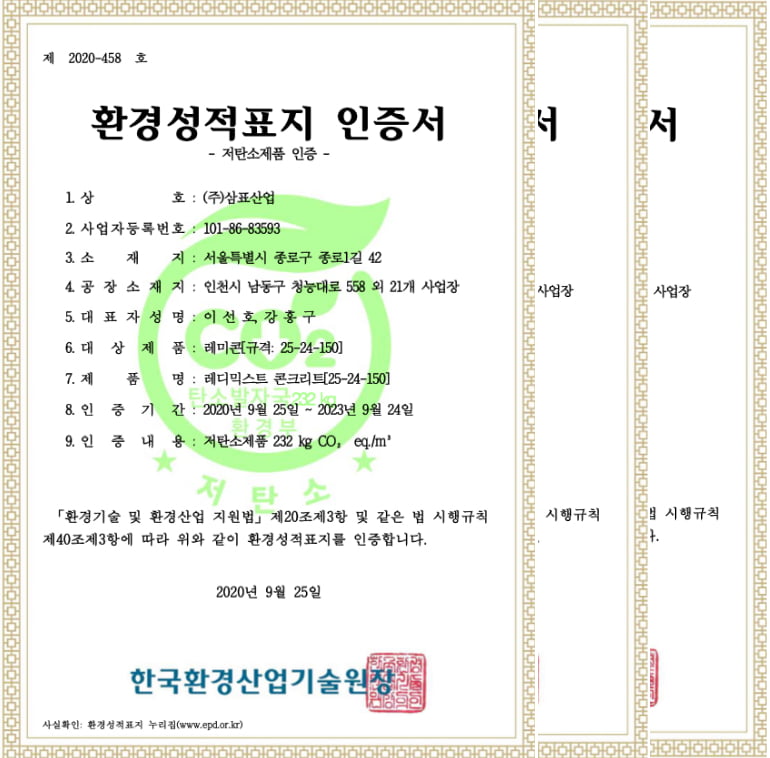 제 2020-458 호
환경성적표지 인증서
- 저탄소제품 인증 -
1. 상 호 : (주)삼표산업
2. 사업자등록번호 : 101-86-83593
3. 소 재 지 : 서울특별시 종로구 종로1길 42
4. 공 장 소 재 지 : 인천시 남동구 청능대로 558 외 21개 사업장
5. 대 표 자 성 명 : 이 선 호, 강 홍 구
6. 대 상 제 품 : 레미콘[규격: 25-24-150]
7. 제 품 명 : 레디믹스트 콘크리트[25-24-150]
8. 인 증 기 간 : 2020년 9월 25일 ~ 2023년 9월 24일
9. 인 증 내 용 : 저탄소제품 232 kg CO₂ eq./m³
CO2
탄소발자국 232 kg
환경부
저탄소
「환경기술 및 환경산업 지원법」 제20조제3항 및 같은 법 시행규칙
제40조제3항에 따라 위와 같이 환경성적표지를 인증합니다.
2020년 9월 25일
한국환경산업기술원장
사실확인: 환경성적표지 누리집(www.epd.or.kr)
서
사업장
시행규칙
서
사업장
법 시행규칙